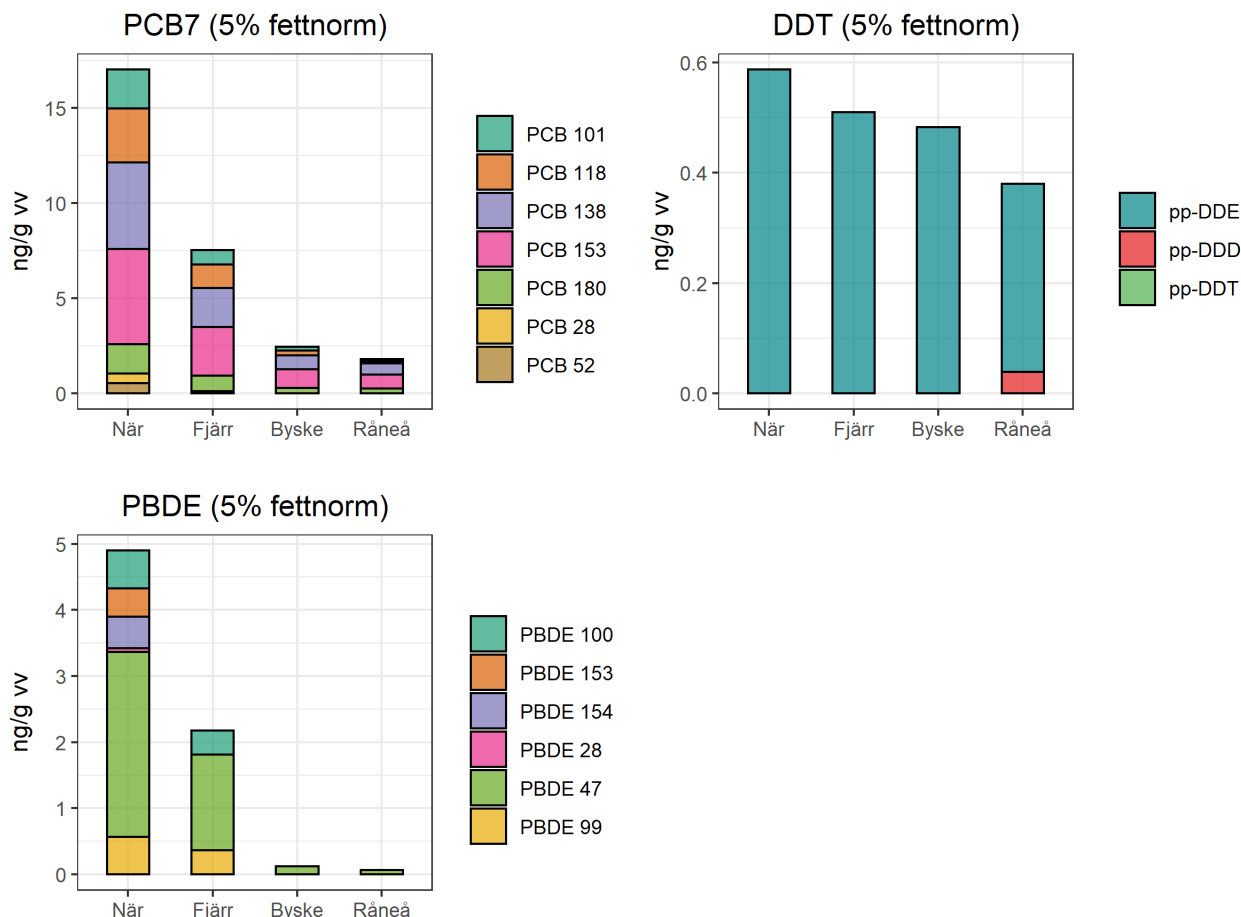 PCB7 (5% fettnorm)
ng/g vv
15
10
5
0
När Fjärr Byske Råneå
PCB 101
PCB 118
PCB 138
PCB 153
PCB 180
PCB 28
PCB 52
DDT (5% fettnorm)
ng/g vv
0.6
0.4
0.2
0.0
När Fjärr Byske Råneå
pp-DDE
pp-DDD
pp-DDT
PBDE (5% fettnorm)
ng/g vv
5
4
3
2
1
0
När Fjärr Byske Råneå
PBDE 100
PBDE 153
PBDE 154
PBDE 28
PBDE 47
PBDE 99